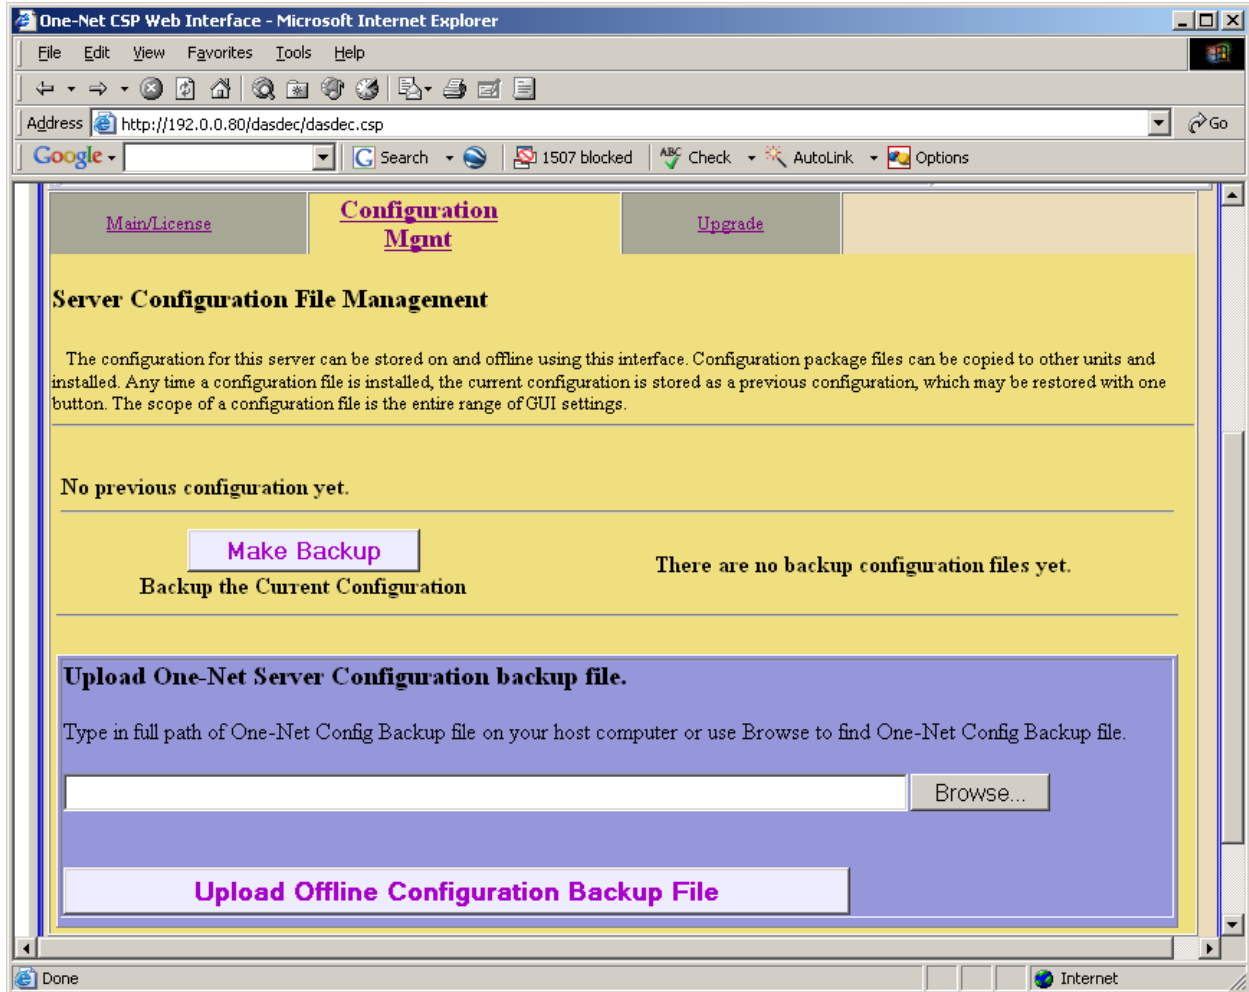 One-Net CSP Web Interface - Microsoft Internet Explorer
File Edit View Favorites Tools Help
Address http://192.0.0.80/dasdec/dasdec.csp Go
Google Search 1507 blocked ABC Check AutoLink Options
Main/License Configuration Mgmt Upgrade
Server Configuration File Management
The configuration for this server can be stored on and offline using this interface. Configuration package files can be copied to other units and
installed. Any time a configuration file is installed, the current configuration is stored as a previous configuration, which may be restored with one
button. The scope of a configuration file is the entire range of GUI settings.
No previous configuration yet.
Make Backup
Backup the Current Configuration
There are no backup configuration files yet.
Upload One-Net Server Configuration backup file.
Type in full path of One-Net Config Backup file on your host computer or use Browse to find One-Net Config Backup file.
Browse...
Upload Offline Configuration Backup File
Done Internet